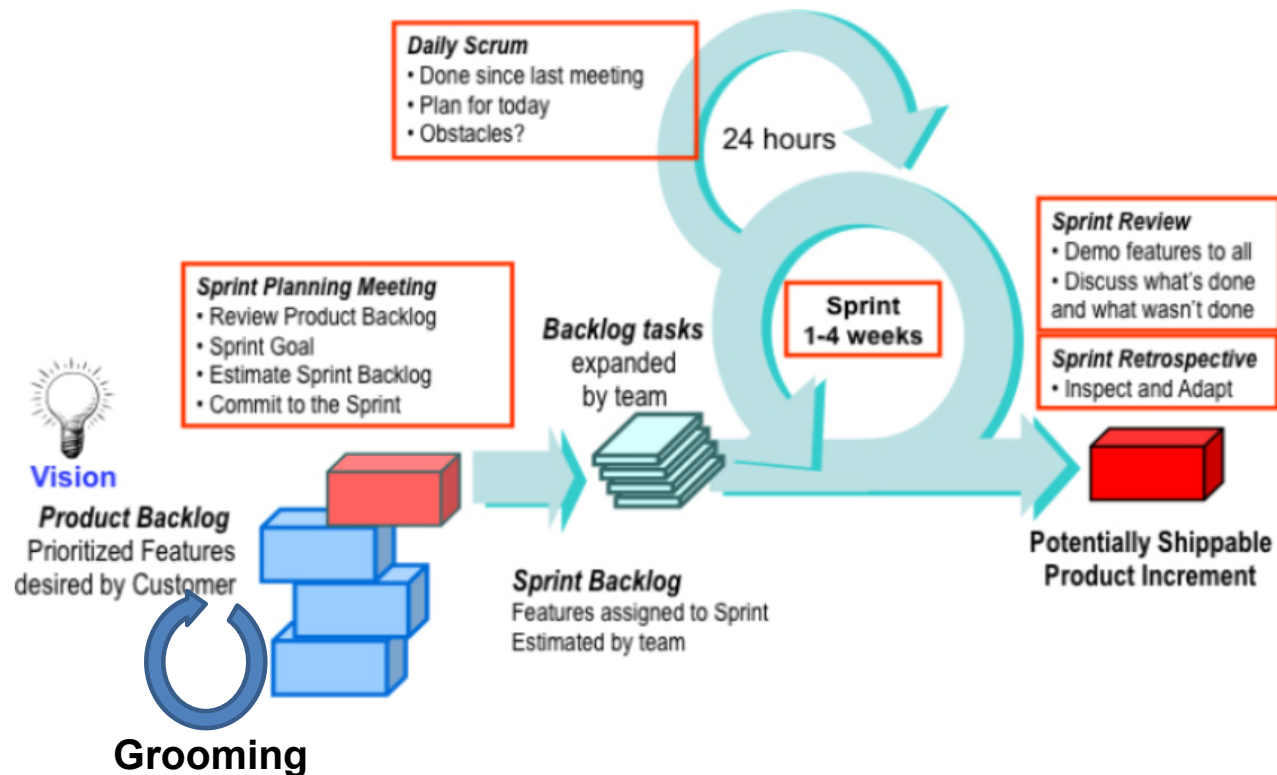 Daily Scrum
• Done since last meeting
• Plan for today
• Obstacles?
24 hours
Sprint Review
• Demo features to all
• Discuss what's done
and what wasn't done
Sprint Retrospective
• Inspect and Adapt
Sprint
1-4 weeks
Sprint Planning Meeting
• Review Product Backlog
• Sprint Goal
• Estimate Sprint Backlog
• Commit to the Sprint
Backlog tasks
expanded
by team
Vision
Product Backlog
Prioritized Features
desired by Customer
Sprint Backlog
Features assigned to Sprint
Estimated by team
Potentially Shippable
Product Increment
Grooming